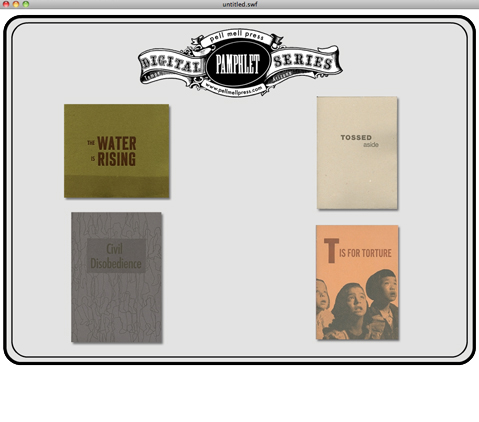 untitled.swf
pell mell press
DIGITAL PAMPHLET SERIES
www.pellmellpress.com
THE WATER
IS RISING
TOSSED
aside
Civil
Disobedience
T IS FOR TORTURE